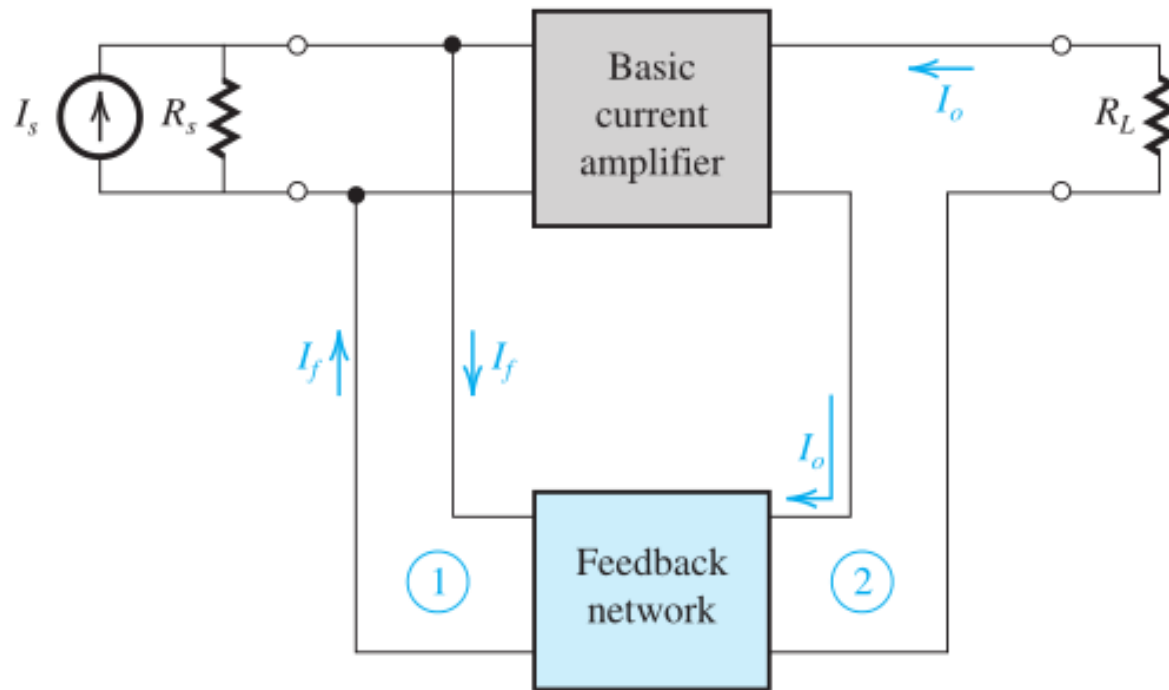 Basic
current
amplifier
I_s
R_s
I_o
R_L
I_f
I_f
I_o
1
Feedback
network
2